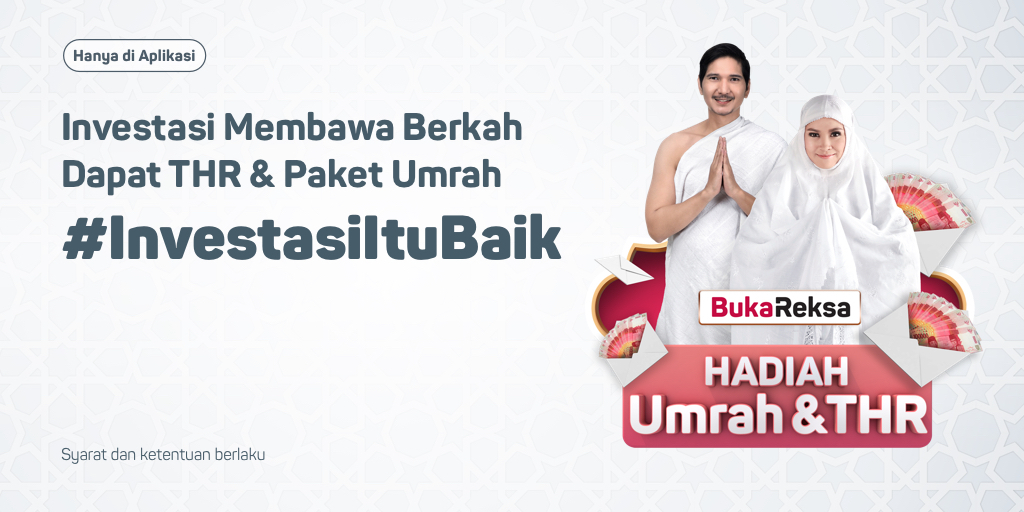 Hanya di Aplikasi
Investasi Membawa Berkah
Dapat THR & Paket Umrah
#InvestasiItuBaik
BukaReksa
HADIAH
Umrah & THR
Syarat dan ketentuan berlaku